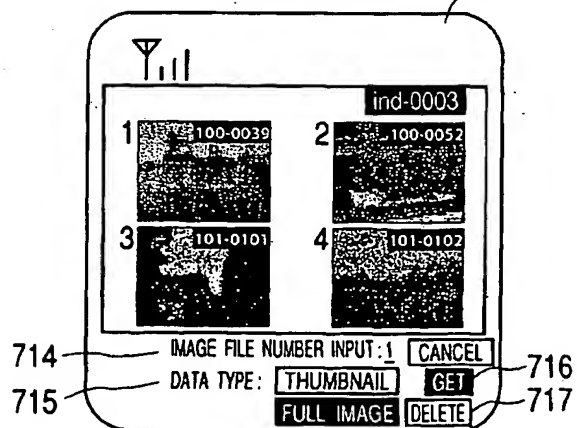 ind-0003
1 100-0039 2 100-0052
3 101-0101 4 101-0102
714 IMAGE FILE NUMBER INPUT:1 CANCEL
716
715 DATA TYPE: THUMBNAIL GET
717
FULL IMAGE DELETE